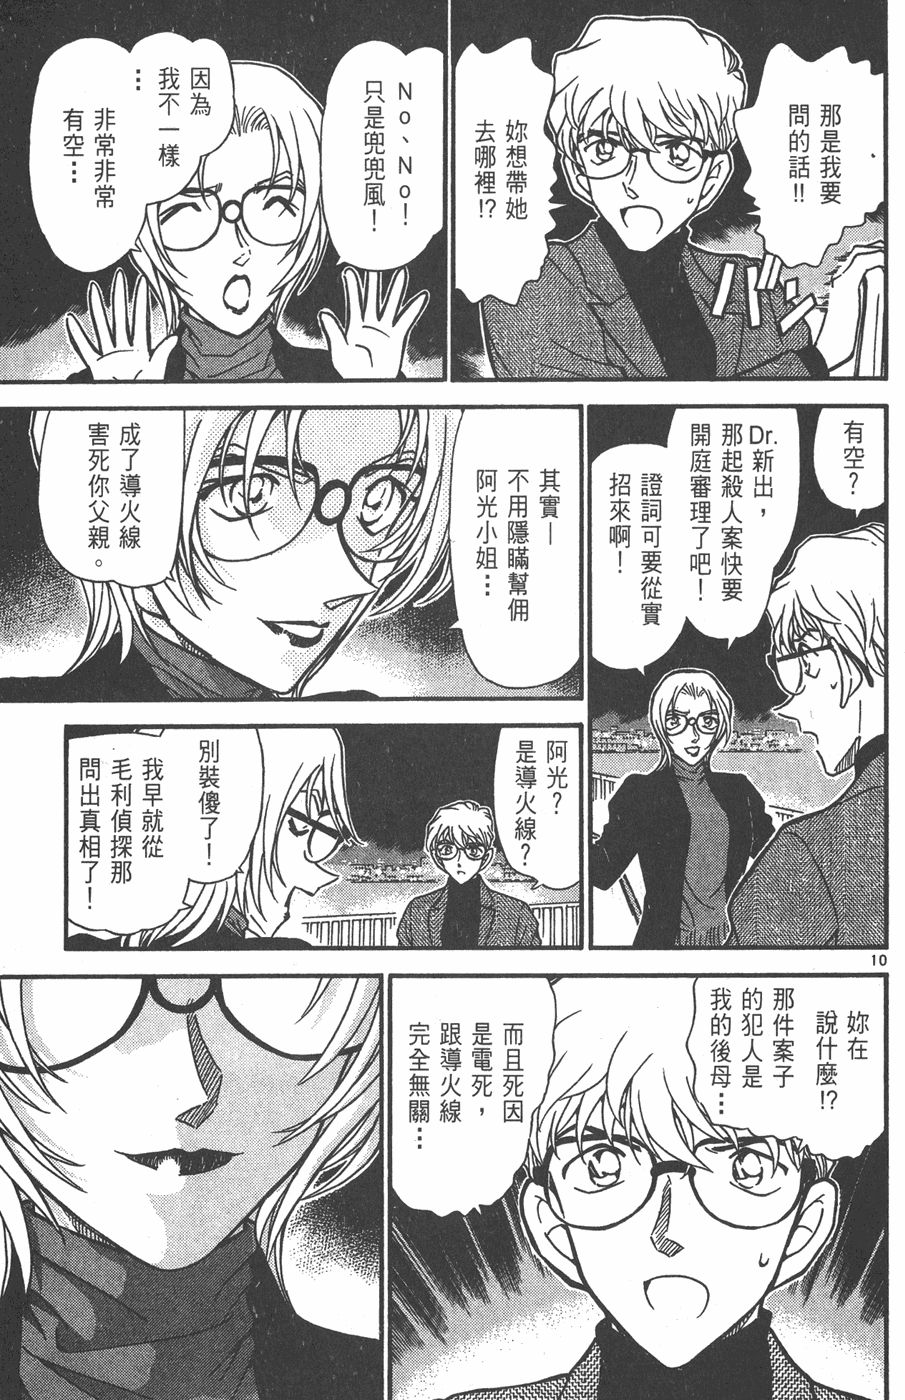 那是我要
問的話!!
妳想帶她
去哪裡!?
バン
No、No！
只是兜兜風！
因為
我不一樣
…
非常非常
有空…
有空？
Dr.新出，
那起殺人案快要
開庭審理了吧！
證詞可要從實
招來啊！
其實—
不用隱瞞幫佣
阿光小姐…
成了導火線
害死你父親。
阿光？
是導火線？
別裝傻了！
我早就從
毛利偵探那
問出真相了！
10
妳在
說什麼!?
那件案子
的犯人是
我的後母…
而且死因
是電死，
跟導火線
完全無關…